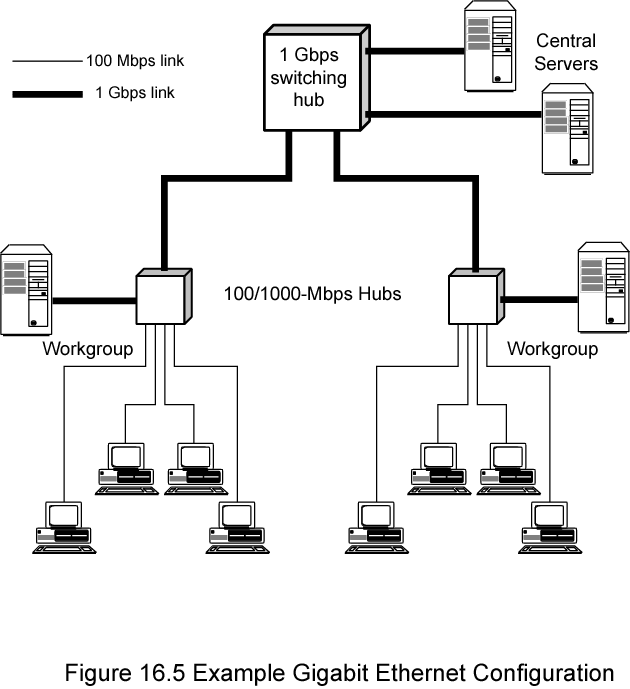 1 Gbps
switching
hub
Central
Servers
100 Mbps link
1 Gbps link
100/1000-Mbps Hubs
Workgroup
Workgroup
Figure 16.5 Example Gigabit Ethernet Configuration